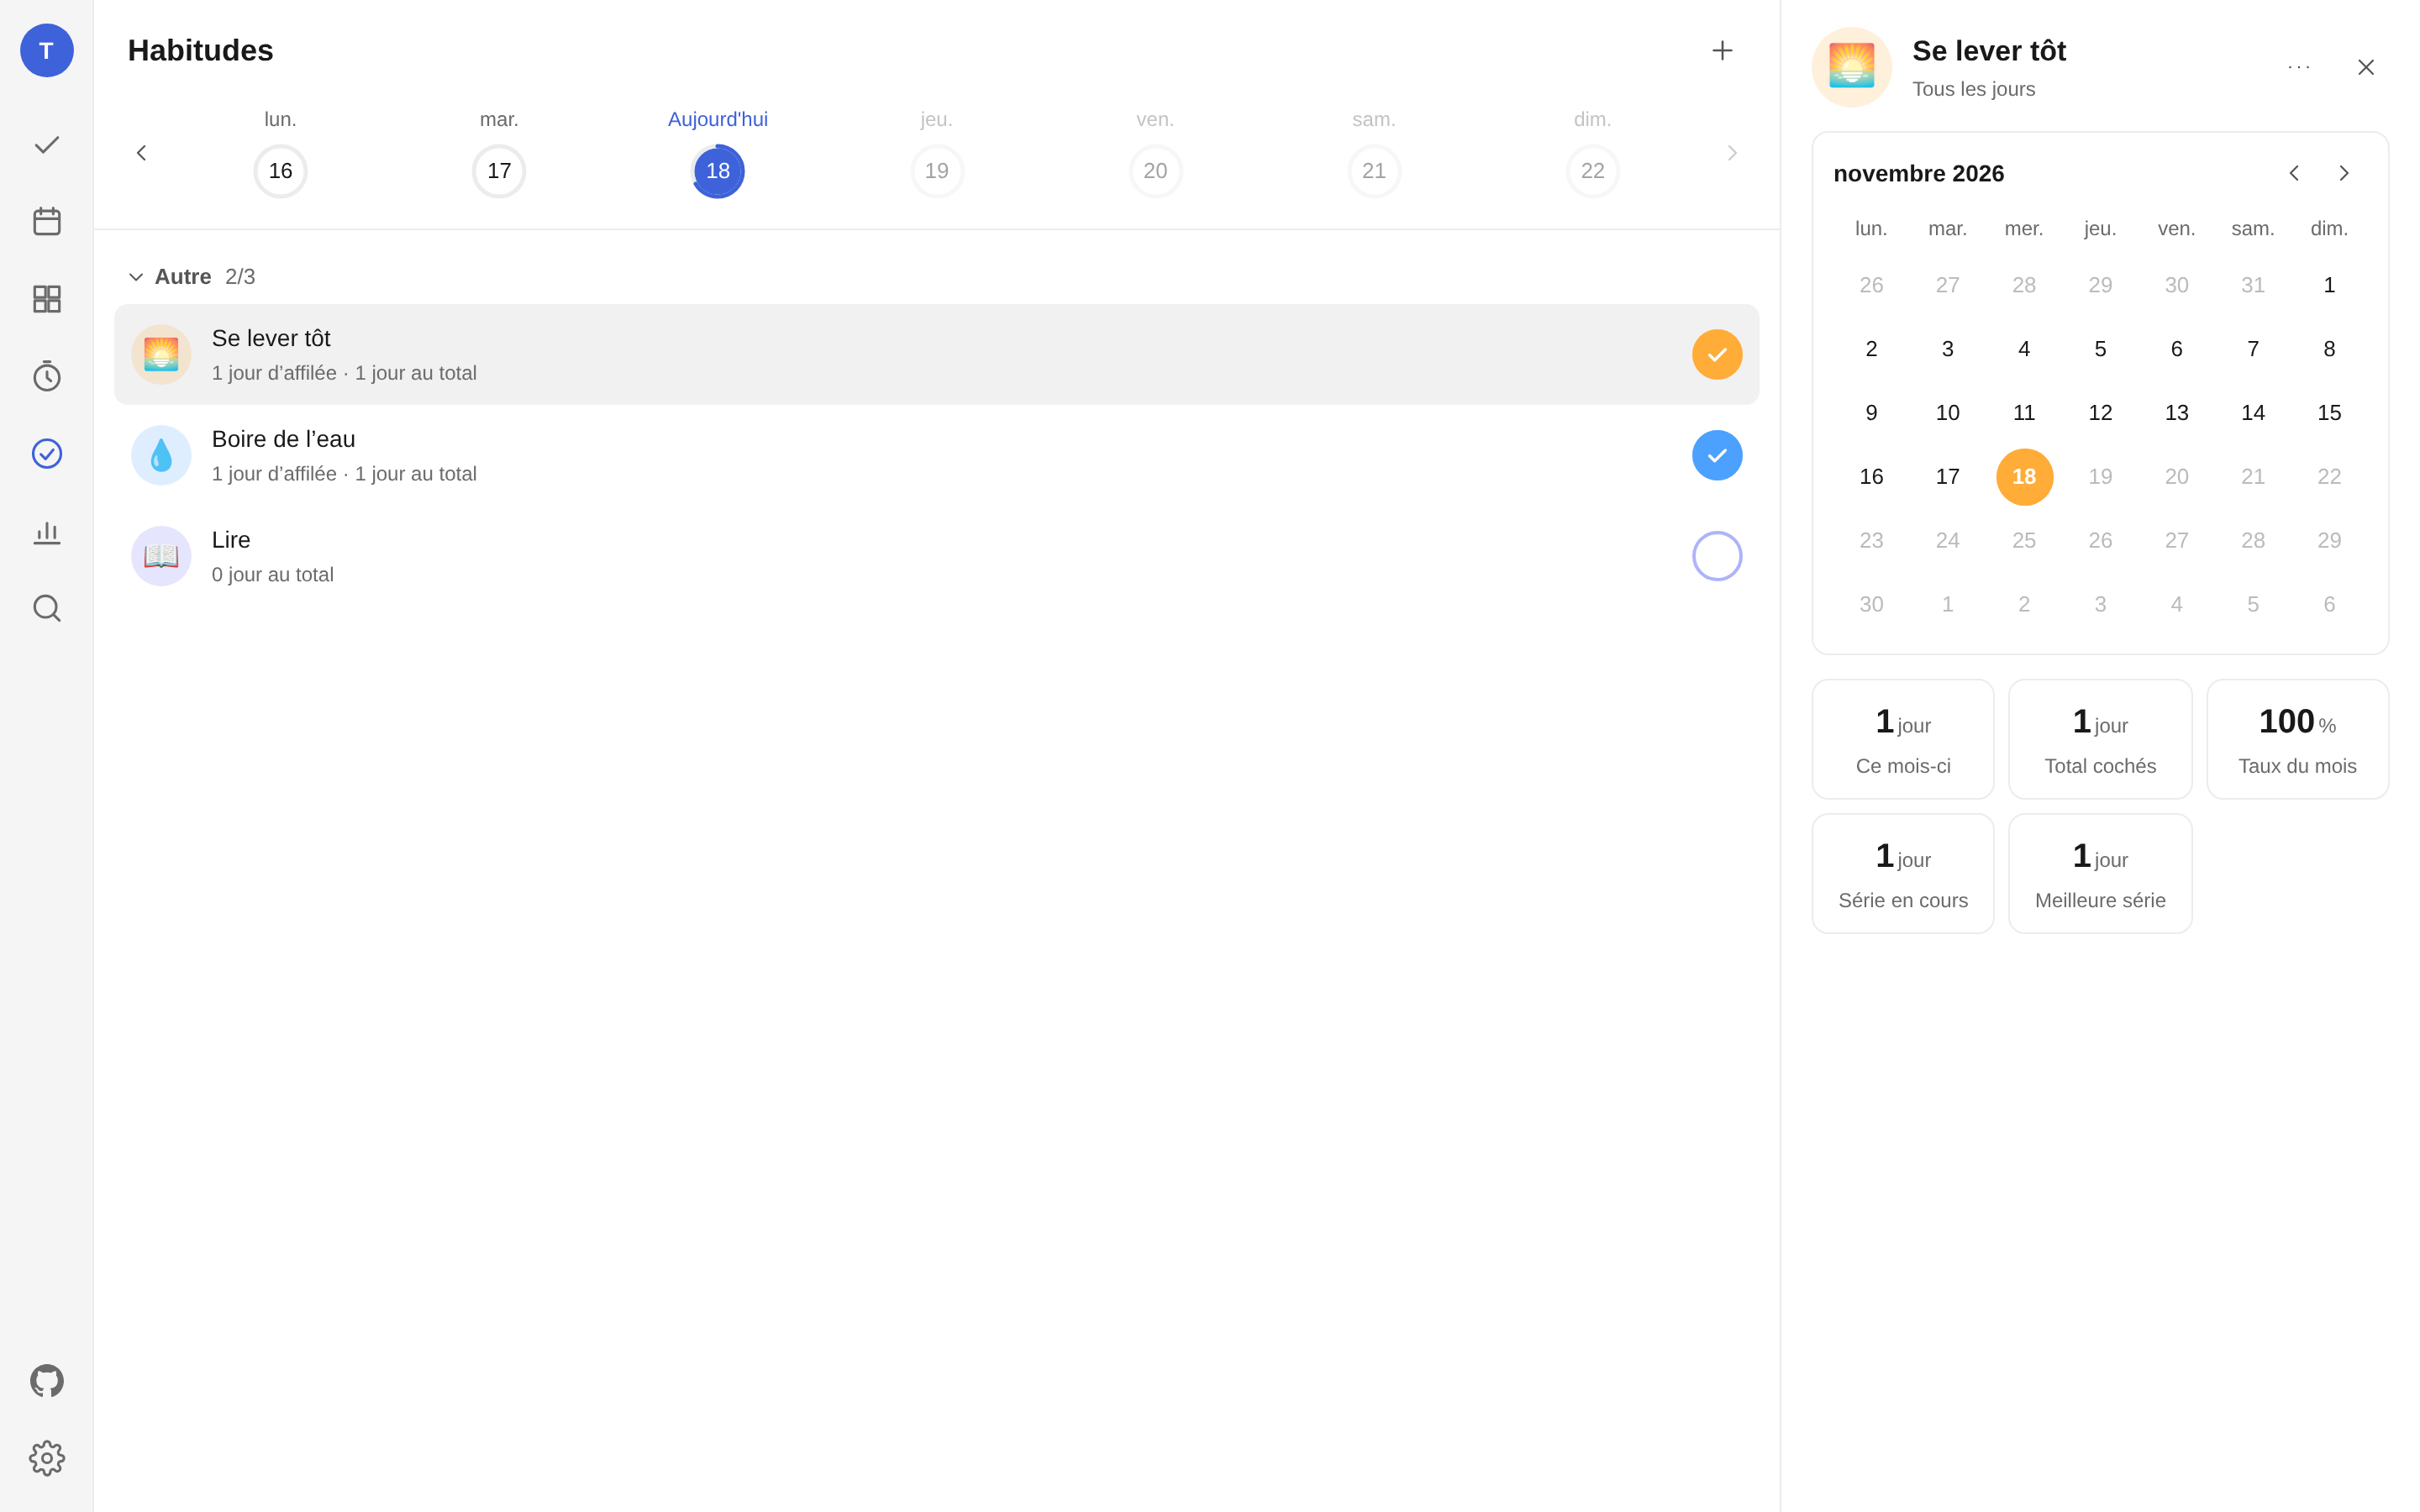 T
Habitudes
lun. mar. Aujourd'hui jeu. ven. sam. dim.
16 17 18 19 20 21 22
Autre 2/3
Se lever tôt
1 jour d’affilée · 1 jour au total
Boire de l’eau
1 jour d’affilée · 1 jour au total
Lire
0 jour au total
Se lever tôt
Tous les jours
novembre 2026
lun. mar. mer. jeu. ven. sam. dim.
26 27 28 29 30 31 1
2 3 4 5 6 7 8
9 10 11 12 13 14 15
16 17 18 19 20 21 22
23 24 25 26 27 28 29
30 1 2 3 4 5 6
1 jour 1 jour 100 %
Ce mois-ci Total cochés Taux du mois
1 jour 1 jour
Série en cours Meilleure série